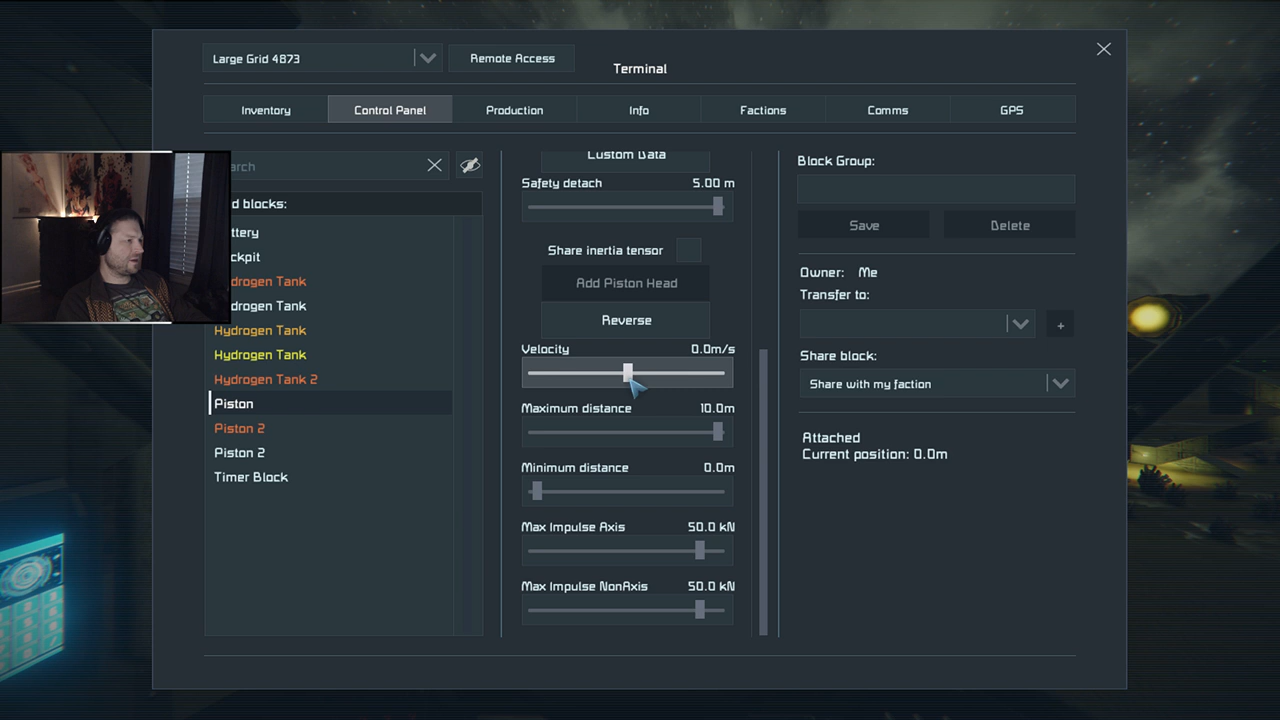 Large Grid 4873
Remote Access
Terminal
Inventory
Control Panel
Production
Info
Factions
Comms
GPS
arch
d blocks:
ttery
ckpit
drogen Tank
drogen Tank
Hydrogen Tank
Hydrogen Tank
Hydrogen Tank 2
Piston
Piston 2
Piston 2
Timer Block
Custom Data
Safety detach 5.00 m
Share inertia tensor
Add Piston Head
Reverse
Velocity 0.0m/s
Maximum distance 10.0m
Minimum distance 0.0m
Max Impulse Axis 50.0 kN
Max Impulse NonAxis 50.0 kN
Block Group:
Save
Delete
Owner: Me
Transfer to:
+
Share block:
Share with my faction
Attached
Current position: 0.0m